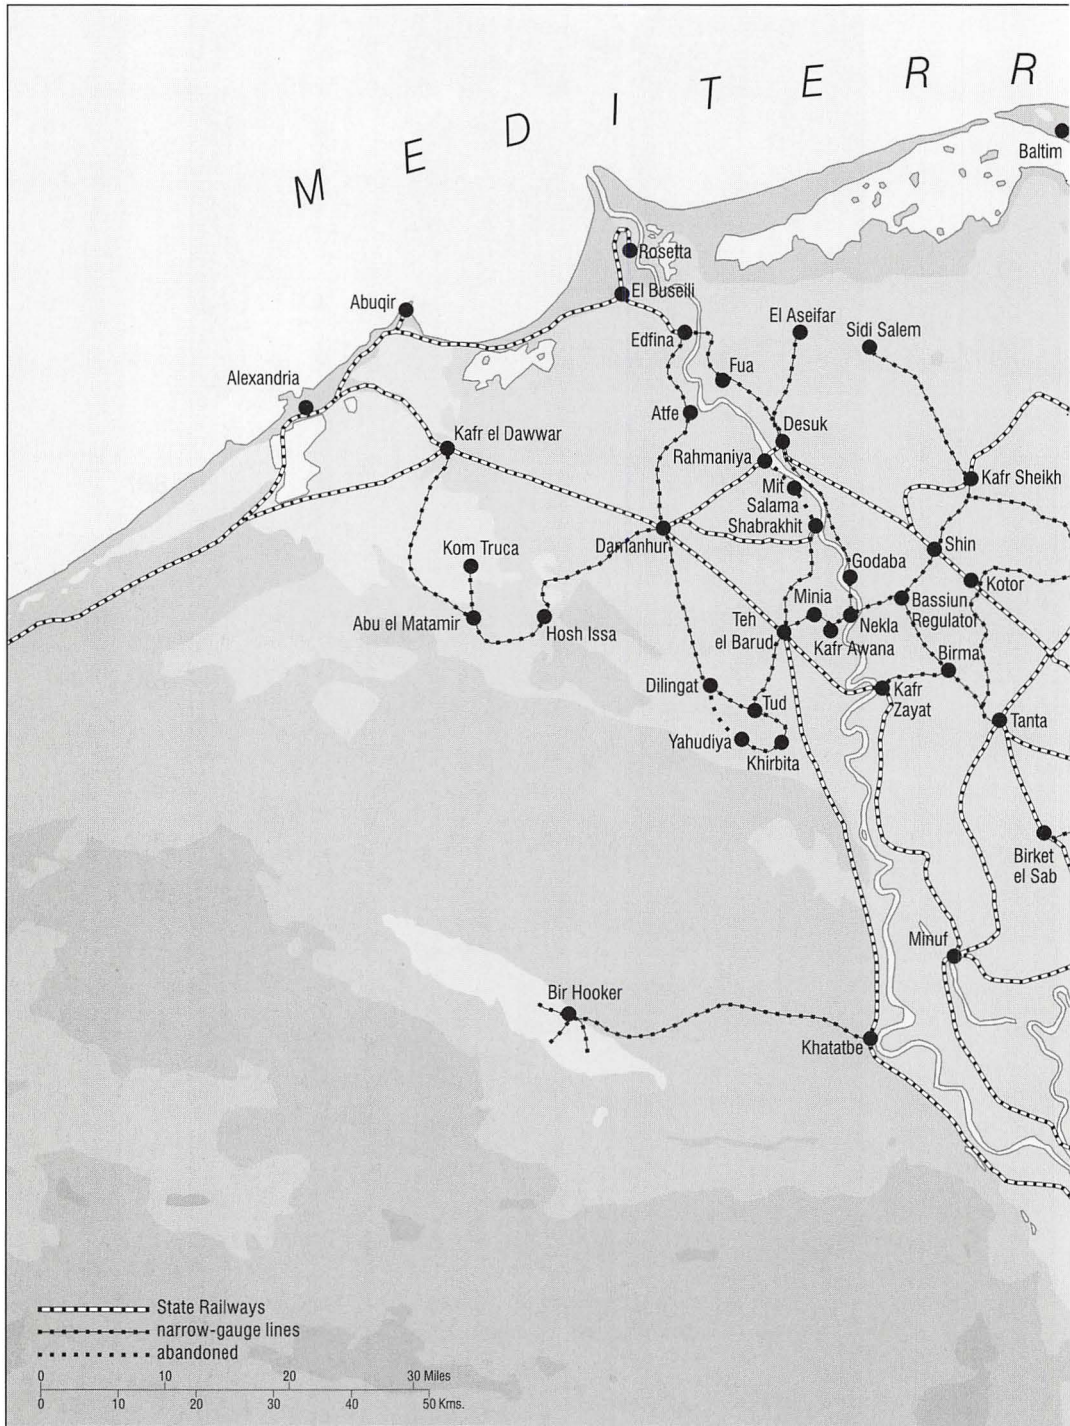 M E D I T E R R
Baltim
Rosetta
El Buseili
Abuqir
El Aseifar
Sidi Salem
Edfina
Fua
Alexandria
Atfe
Desuk
Kafr el Dawwar
Rahmaniya
Kafr Sheikh
Mit
Salama
Shabrakhit
Damanhur
Shin
Kom Truca
Godaba
Kotor
Minia
Bassiun
Regulator
Abu el Matamir
Hosh Issa
Teh
el Barud
Nekla
Kafr Awana
Birma
Dilingat
Kafr
Zayat
Tud
Tanta
Yahudiya
Khirbita
Birket
el Sab
Minuf
Bir Hooker
Khatatbe
State Railways
narrow-gauge lines
abandoned
0 10 20 30 Miles
0 10 20 30 40 50 Kms.